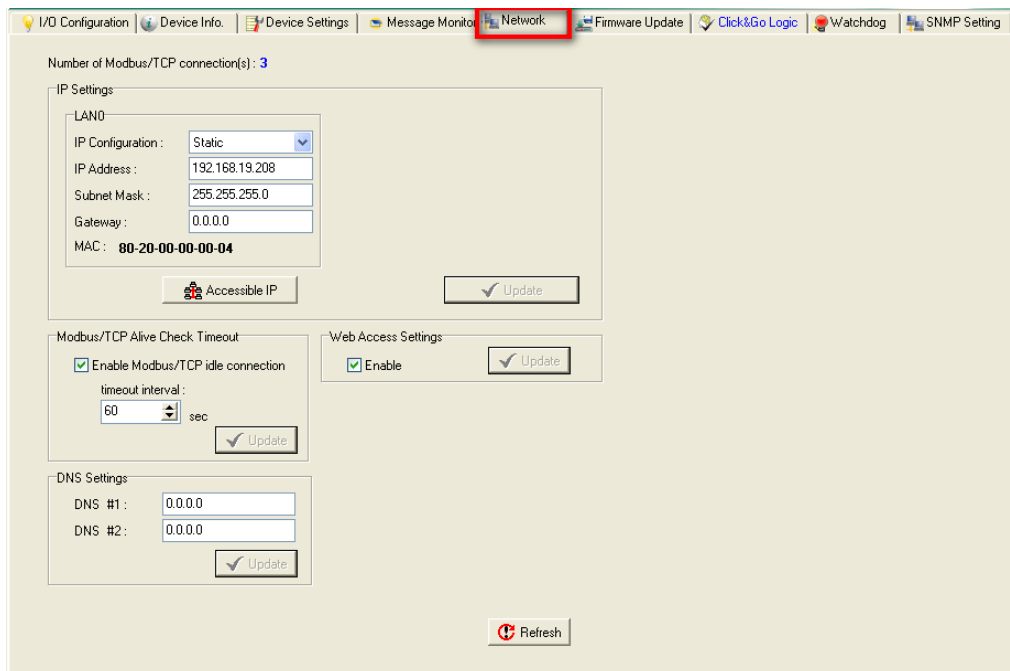 I/O Configuration Device Info. Device Settings Message Monitor Network Firmware Update Click&Go Logic Watchdog SNMP Setting
Number of Modbus/TCP connection(s) : 3
IP Settings
LAN0
IP Configuration : Static
IP Address : 192.168.19.208
Subnet Mask : 255.255.255.0
Gateway : 0.0.0.0
MAC : 80-20-00-00-00-04
Accessible IP Update
Modbus/TCP Alive Check Timeout
Enable Modbus/TCP idle connection
timeout interval :
60 sec
Update
Web Access Settings
Enable Update
DNS Settings
DNS #1 : 0.0.0.0
DNS #2 : 0.0.0.0
Update
Refresh